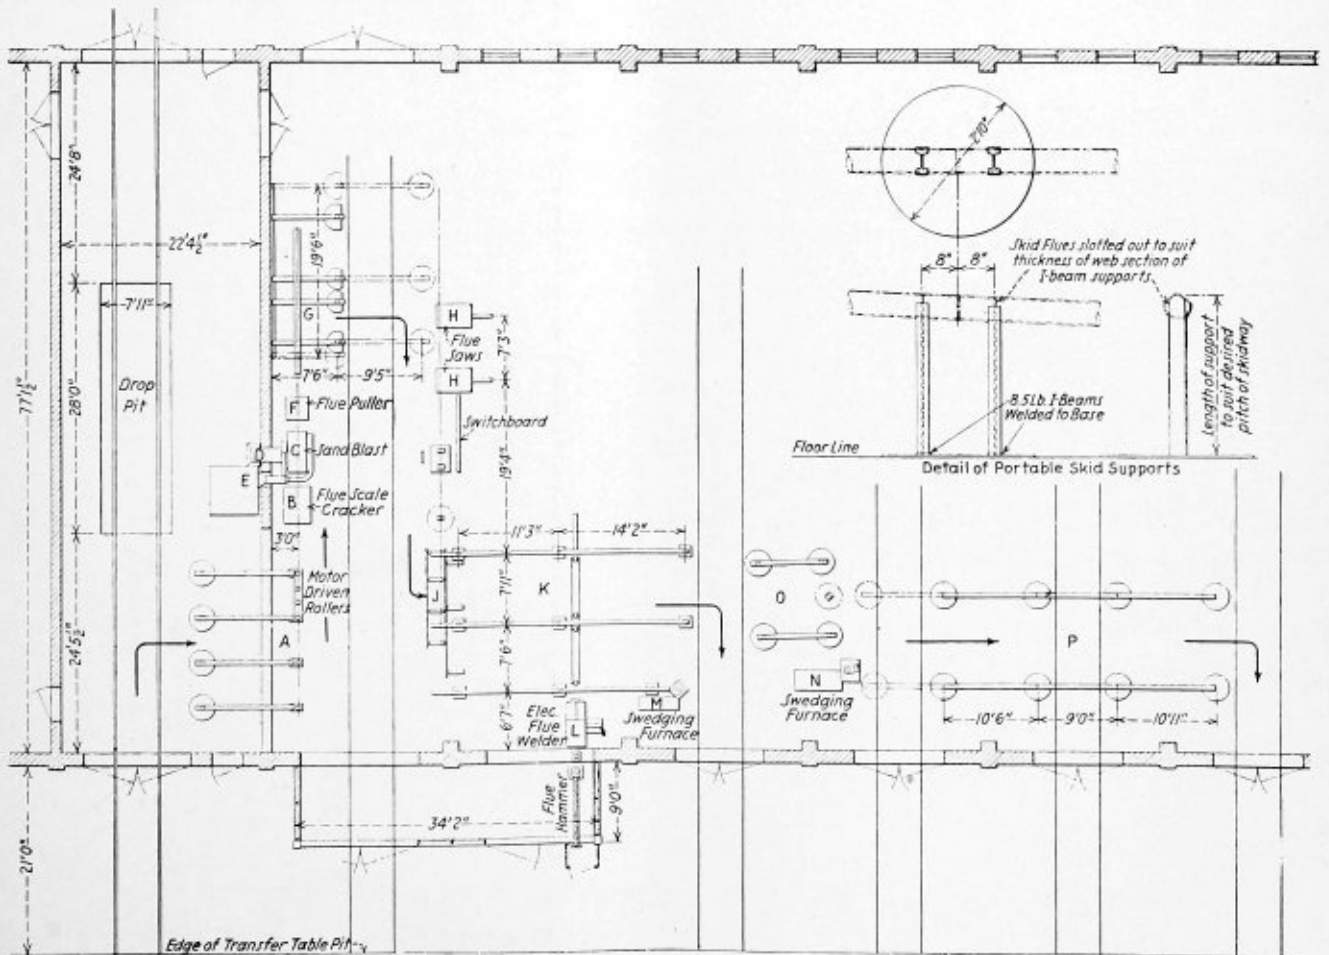 2'10"
24'8"
22'4½"
19'6"
Skid Flues slotted out to suit
thickness of web section of
I-beam supports
8"
8"
7'11"
G
H
Flue
Saws
H
7'3"
7'6"
9'5"
Drop
Pit
28'0"
77'1½"
F
Flue Puller
Switchboard
8.5 Lb. I-Beams
Welded to Base
Length of support
to suit desired
pitch of skidway
C
Sand Blast
E
B
Flue Scale
Cracker
19'4"
Floor Line
Detail of Portable Skid Supports
3'0"
11'3"
14'2"
Motor
Driven
Rollers
J
K
7'11"
O
A
P
24'5½"
7'6"
N
Swedging
Furnace
M
Swedging
Furnace
Elec.
Flue
Welder
L
6'7"
10'6"
9'0"
10'11"
Flue
Hammer
9'0"
34'2"
21'0"
Edge of Transfer Table Pit